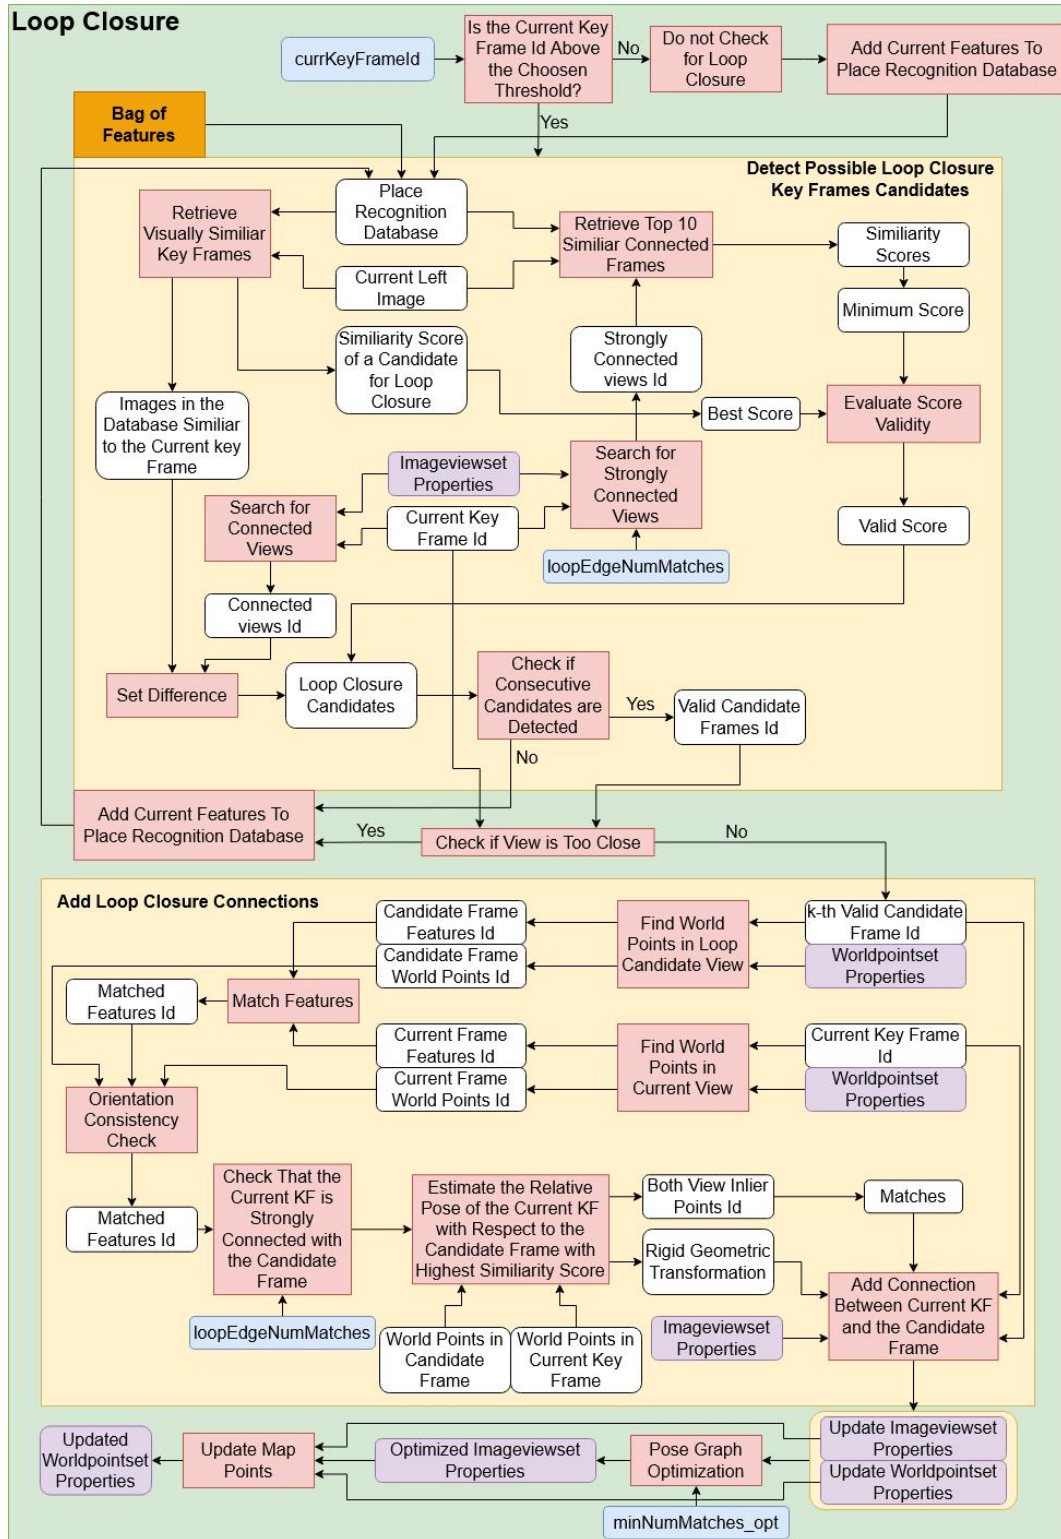 Loop Closure
currKeyFrameId
Is the Current Key
Frame Id Above
the Choosen
Threshold?
No
Do not Check
for Loop
Closure
Add Current Features To
Place Recognition Database
Yes
Bag of
Features
Detect Possible Loop Closure
Key Frames Candidates
Place
Recognition
Database
Retrieve
Visually Similiar
Key Frames
Retrieve Top 10
Similiar Connected
Frames
Similiarity
Scores
Current Left
Image
Minimum Score
Similiarity Score
of a Candidate
for Loop
Closure
Strongly
Connected
views Id
Images in the
Database Similiar
to the Current key
Frame
Best Score
Evaluate Score
Validity
Imageviewset
Properties
Search for
Strongly
Connected
Views
Search for
Connected
Views
Current Key
Frame Id
Valid Score
loopEdgeNumMatches
Connected
views Id
Set Difference
Loop Closure
Candidates
Check if
Consecutive
Candidates are
Detected
Yes
Valid Candidate
Frames Id
No
Add Current Features To
Place Recognition Database
Yes
Check if View is Too Close
No
Add Loop Closure Connections
Candidate Frame
Features Id
Candidate Frame
World Points Id
Find World
Points in Loop
Candidate View
k-th Valid Candidate
Frame Id
Worldpointset
Properties
Matched
Features Id
Match Features
Current Frame
Features Id
Current Frame
World Points Id
Find World
Points in
Current View
Current Key Frame
Id
Worldpointset
Properties
Orientation
Consistency
Check
Matched
Features Id
Check That the
Current KF is
Strongly
Connected with
the Candidate
Frame
Estimate the Relative
Pose of the Current KF
with Respect to the
Candidate Frame with
Highest Similiarity Score
Both View Inlier
Points Id
Matches
Rigid Geometric
Transformation
Add Connection
Between Current KF
and the Candidate
Frame
loopEdgeNumMatches
World Points in
Candidate
Frame
World Points in
Current Key
Frame
Imageviewset
Properties
Updated
Worldpointset
Properties
Update Map
Points
Optimized Imageviewset
Properties
Pose Graph
Optimization
Update Imageviewset
Properties
Update Worldpointset
Properties
minNumMatches_opt